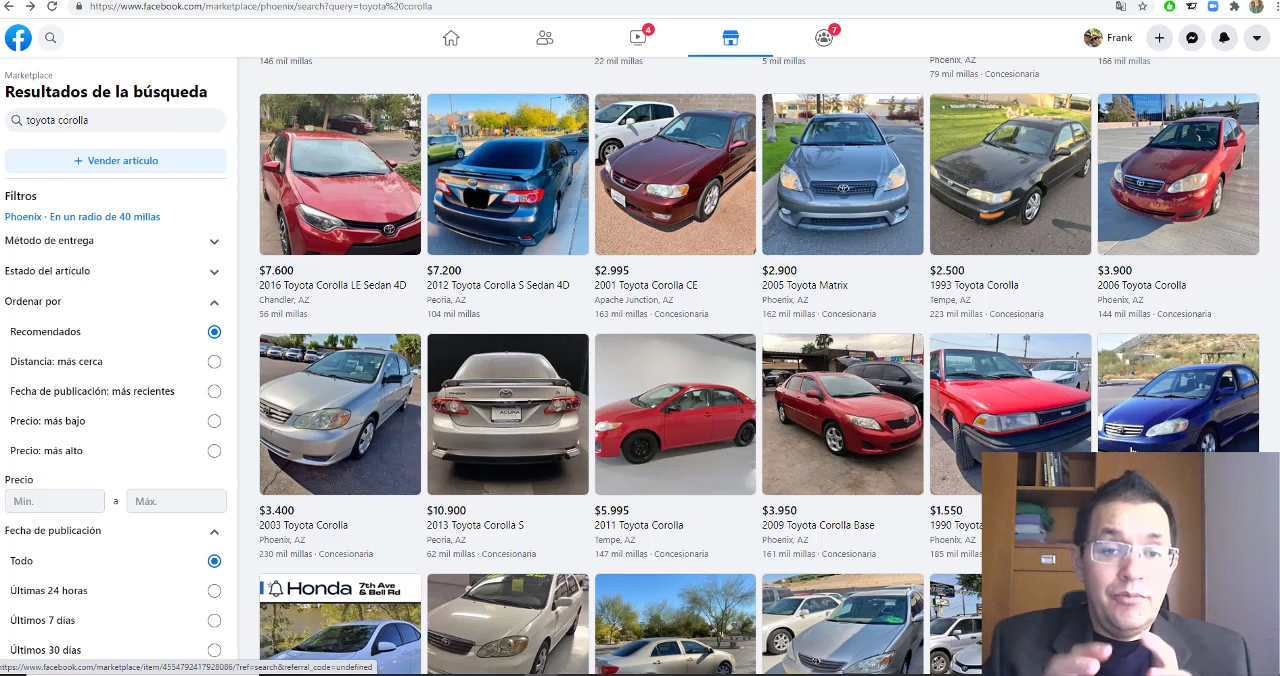 https://www.facebook.com/marketplace/phoenix/search?query=toyota%20corolla
4
7
Frank
Marketplace
Resultados de la búsqueda
toyota corolla
+ Vender artículo
Filtros
Phoenix · En un radio de 40 millas
Método de entrega
Estado del artículo
Ordenar por
Recomendados
Distancia: más cerca
Fecha de publicación: más recientes
Precio: más bajo
Precio: más alto
Precio
Mín.
a
Máx.
Fecha de publicación
Todo
Últimas 24 horas
Últimos 7 días
Últimos 30 días
https://www.facebook.com/marketplace/item/4554792417928086/?ref=search&referral_code=undefined
146 mil millas
22 mil millas
5 mil millas
Phoenix, AZ
79 mil millas · Concesionaria
166 mil millas
$7.600
2016 Toyota Corolla LE Sedan 4D
Chandler, AZ
56 mil millas
$7.200
2012 Toyota Corolla S Sedan 4D
Peoria, AZ
104 mil millas
$2.995
2001 Toyota Corolla CE
Apache Junction, AZ
163 mil millas · Concesionaria
$2.900
2005 Toyota Matrix
Phoenix, AZ
162 mil millas · Concesionaria
$2.500
1993 Toyota Corolla
Tempe, AZ
223 mil millas · Concesionaria
$3.900
2006 Toyota Corolla
Phoenix, AZ
144 mil millas · Concesionaria
ACURA
$3.400
2003 Toyota Corolla
Phoenix, AZ
230 mil millas · Concesionaria
$10.900
2013 Toyota Corolla S
Peoria, AZ
62 mil millas · Concesionaria
$5.995
2011 Toyota Corolla
Tempe, AZ
147 mil millas · Concesionaria
$3.950
2009 Toyota Corolla Base
Phoenix, AZ
161 mil millas · Concesionaria
$1.550
1990 Toyota
Phoenix, AZ
185 mil millas
Honda
7th Ave
& Bell Rd